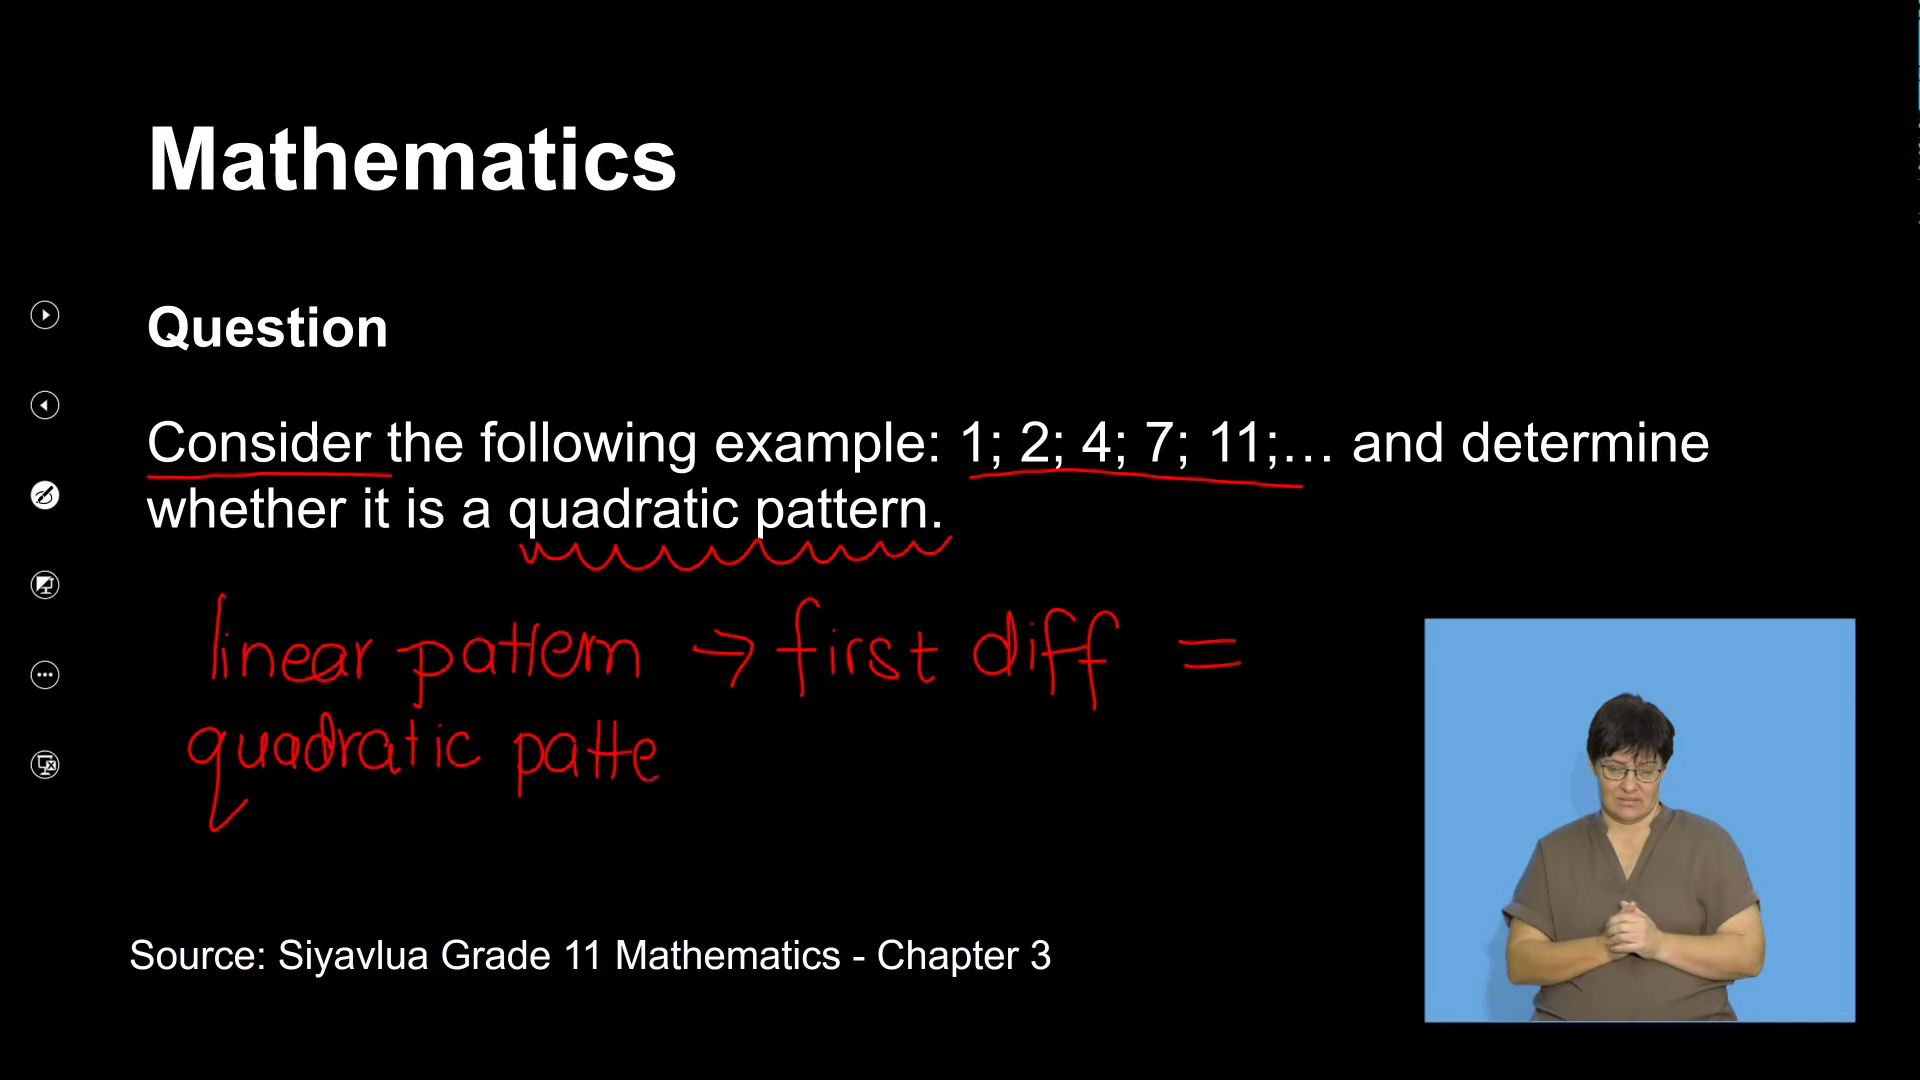 Mathematics
Question
Consider the following example: 1; 2; 4; 7; 11;… and determine
whether it is a quadratic pattern.
linear pattern → first diff =
quadratic patte
Source: Siyavlua Grade 11 Mathematics - Chapter 3